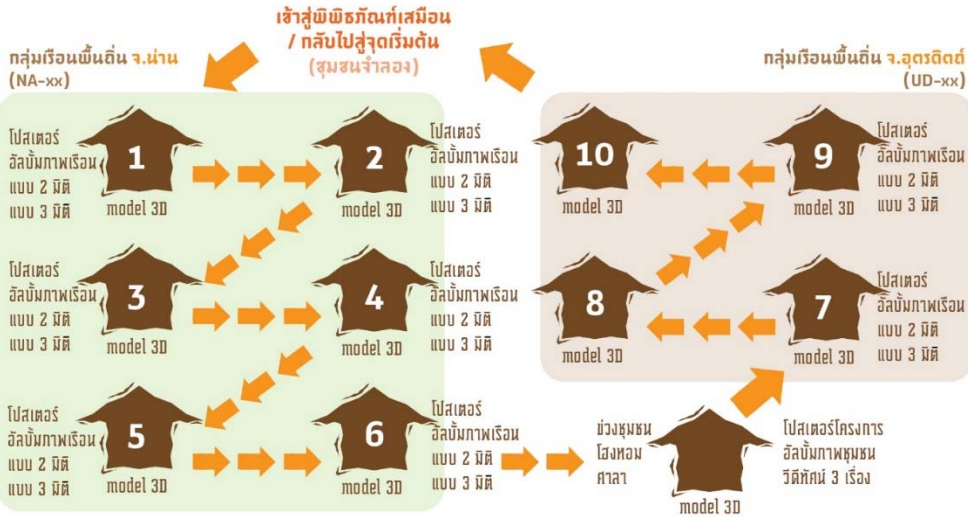 เข้าสู่พิพิธภัณฑ์เสมือน
/ กลับไปสู่จุดเริ่มต้น
(ชุมชนจำลอง)
กลุ่มเรือนพื้นถิ่น จ.น่าน
(NA-xx)
โปสเตอร์
อัลบั้มภาพเรือน
แบบ 2 มิติ
แบบ 3 มิติ
1
model 3D
2
model 3D
โปสเตอร์
อัลบั้มภาพเรือน
แบบ 2 มิติ
แบบ 3 มิติ
โปสเตอร์
อัลบั้มภาพเรือน
แบบ 2 มิติ
แบบ 3 มิติ
3
model 3D
4
model 3D
โปสเตอร์
อัลบั้มภาพเรือน
แบบ 2 มิติ
แบบ 3 มิติ
โปสเตอร์
อัลบั้มภาพเรือน
แบบ 2 มิติ
แบบ 3 มิติ
5
model 3D
6
model 3D
โปสเตอร์
อัลบั้มภาพเรือน
แบบ 2 มิติ
แบบ 3 มิติ
ข่วงชุมชน
โฮงหอม
ศาลา
model 3D
โปสเตอร์โครงการ
อัลบั้มภาพชุมชน
วีดีทัศน์ 3 เรื่อง
กลุ่มเรือนพื้นถิ่น จ.อุตรดิตถ์
(UD-xx)
10
model 3D
9
model 3D
โปสเตอร์
อัลบั้มภาพเรือน
แบบ 2 มิติ
แบบ 3 มิติ
8
model 3D
7
model 3D
โปสเตอร์
อัลบั้มภาพเรือน
แบบ 2 มิติ
แบบ 3 มิติ